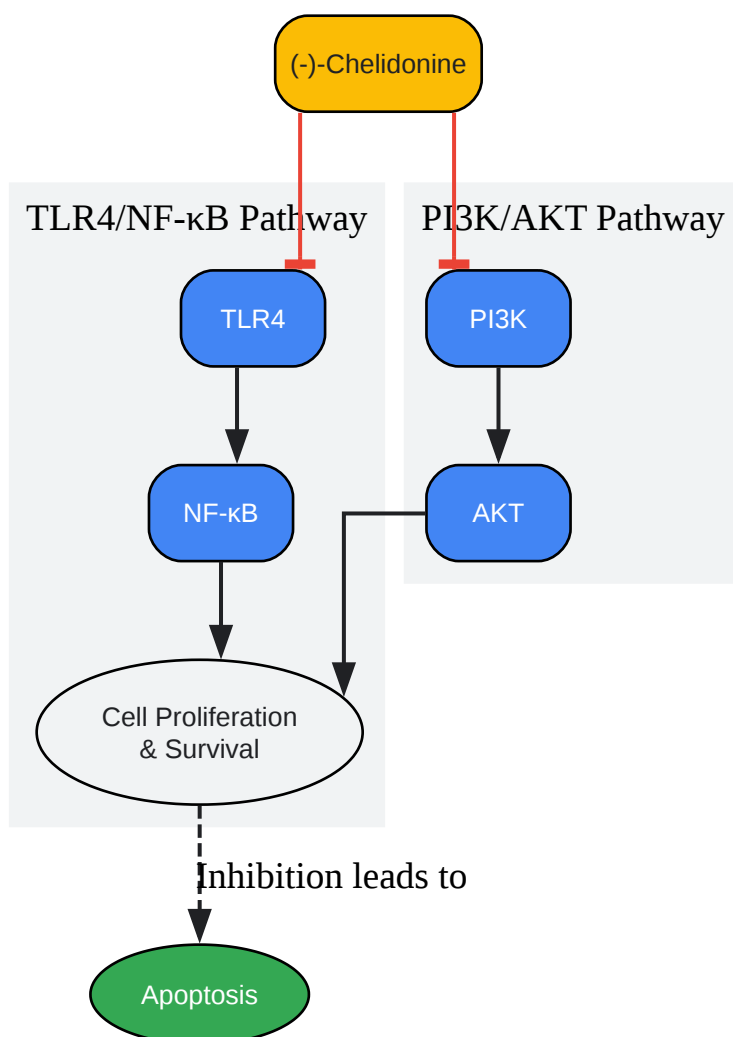 (-)-Chelidonine
TLR4/NF-κB Pathway
PI3K/AKT Pathway
TLR4
PI3K
NF-κB
AKT
Cell Proliferation
& Survival
Inhibition leads to
Apoptosis